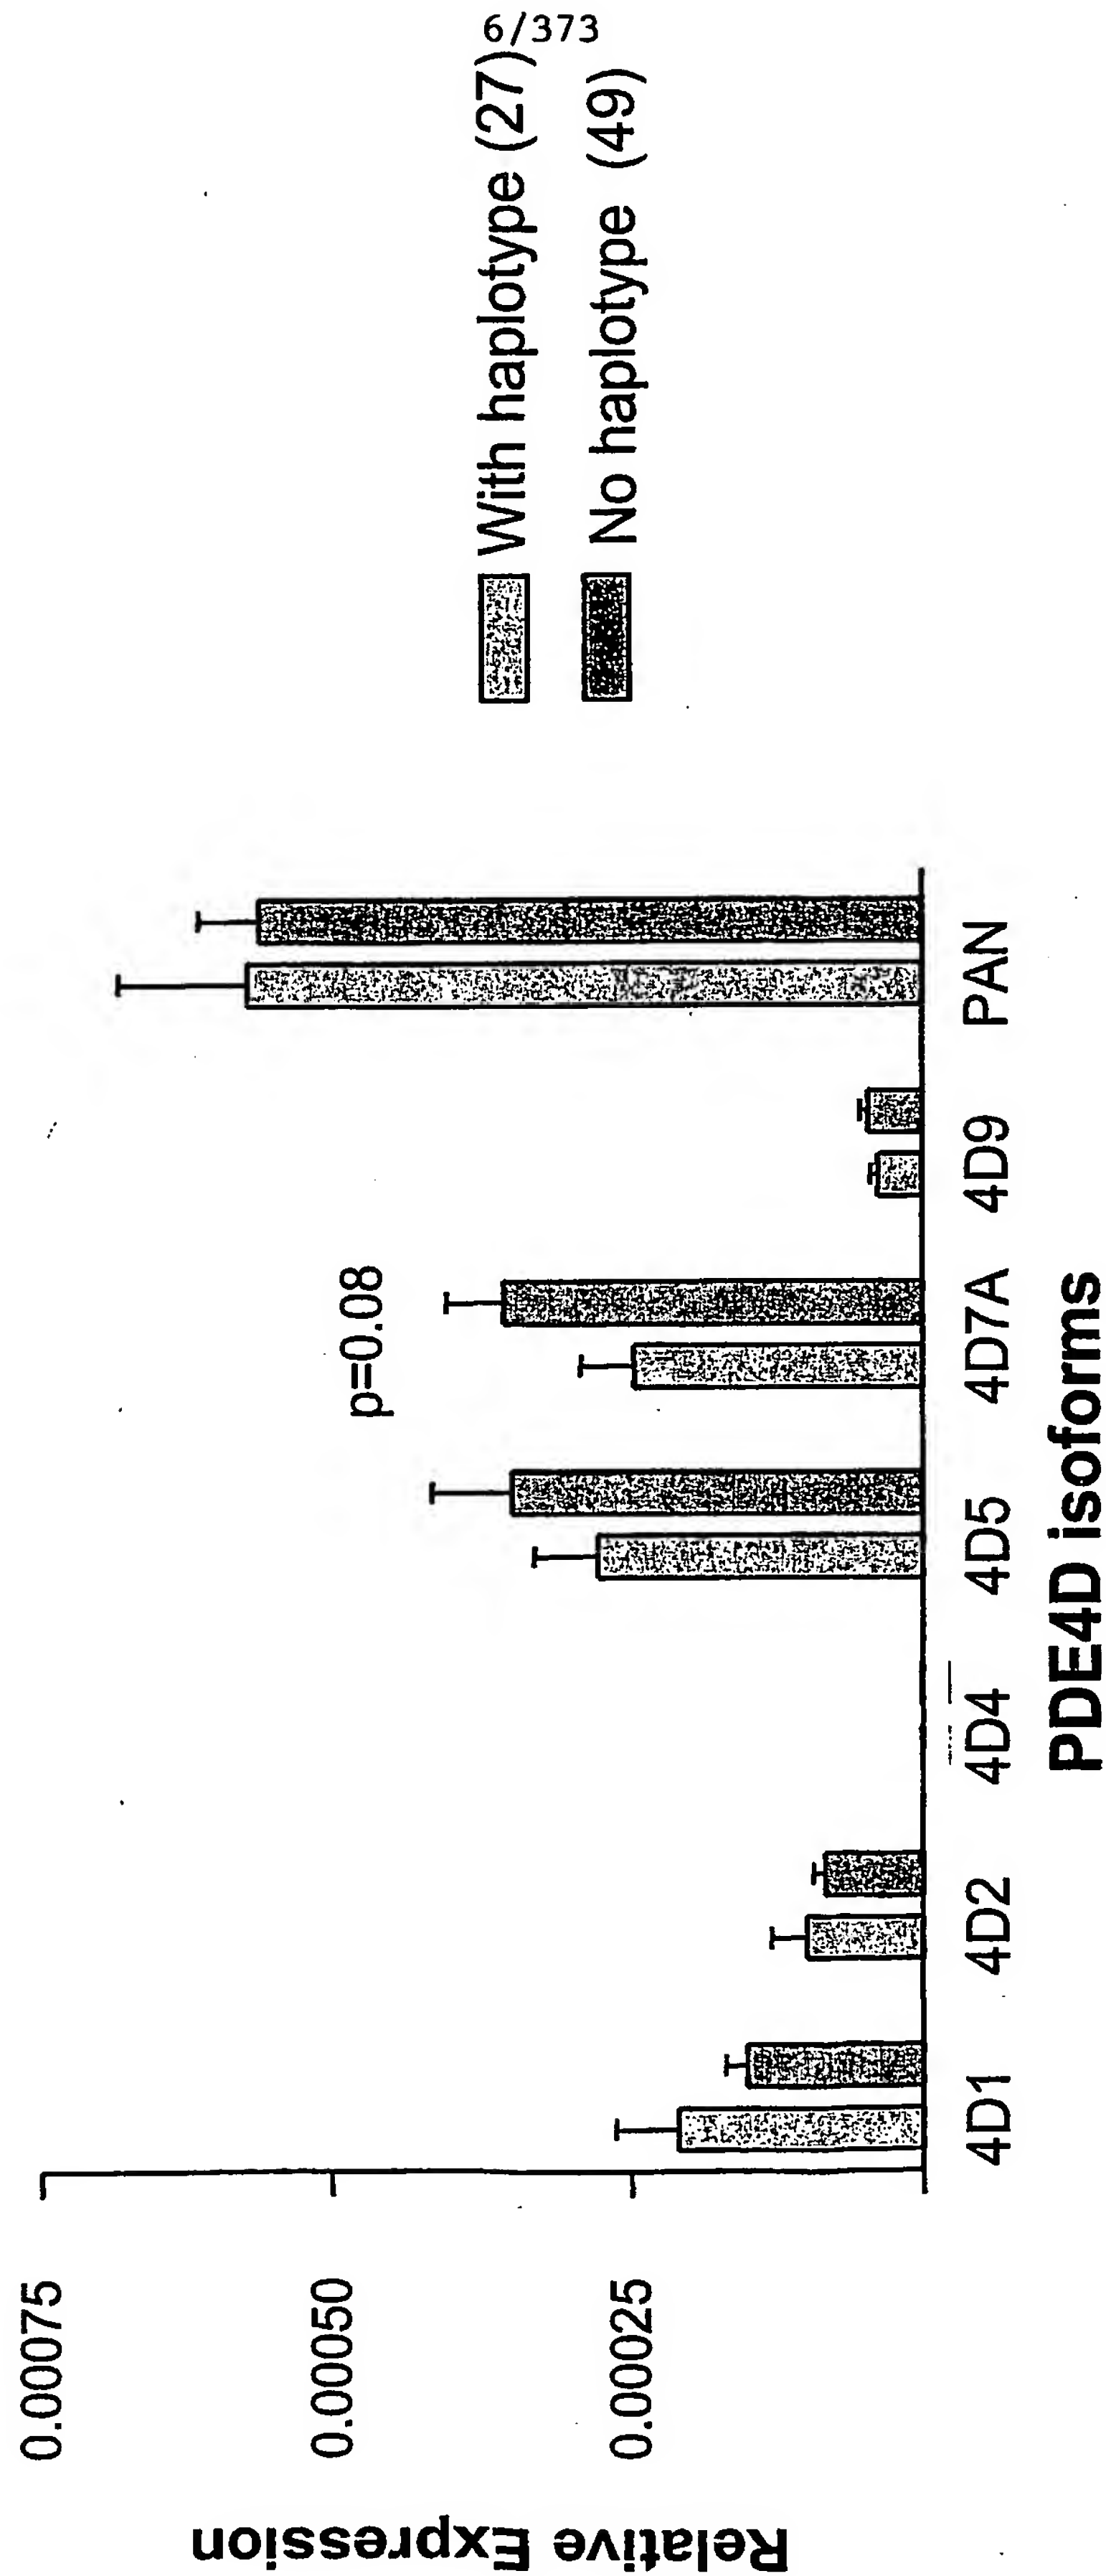 6/373
With haplotype (27)
No haplotype (49)
p=0.08
0.00075
0.00050
0.00025
Relative Expression
4D1 4D2 4D4 4D5 4D7A 4D9 PAN
PDE4D isoforms